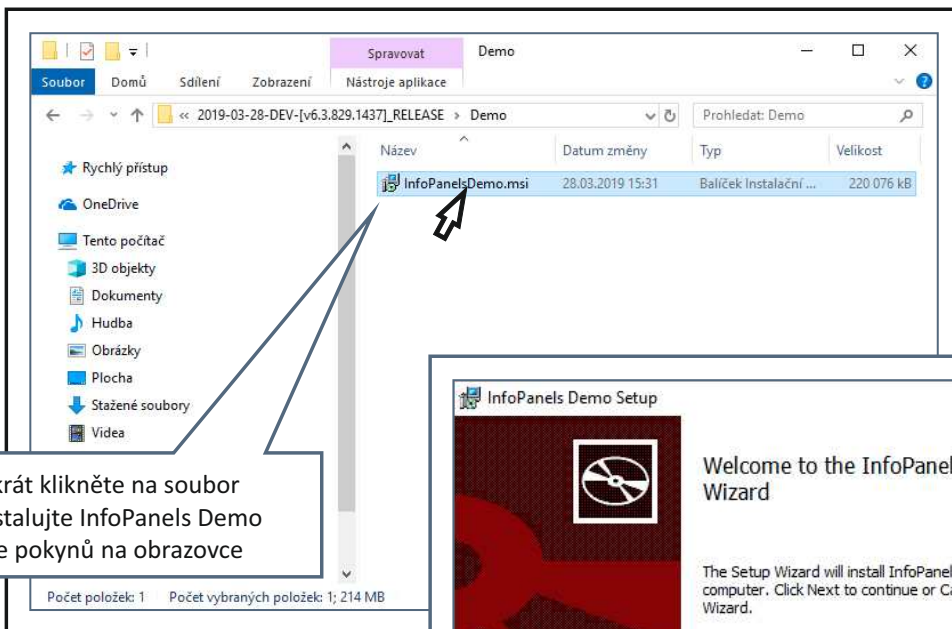 Spravovat
Demo
Soubor
Domů
Sdílení
Zobrazení
Nástroje aplikace
« 2019-03-28-DEV-[v6.3.829.1437]_RELEASE › Demo
Prohledat: Demo
Název
Datum změny
Typ
Velikost
InfoPanelsDemo.msi
28.03.2019 15:31
Balíček Instalační ...
220 076 kB
Rychlý přístup
OneDrive
Tento počítač
3D objekty
Dokumenty
Hudba
Obrázky
Plocha
Stažené soubory
Videa
krát klikněte na soubor
stalujte InfoPanels Demo
e pokynů na obrazovce
Počet položek: 1
Počet vybraných položek: 1; 214 MB
InfoPanels Demo Setup
Welcome to the InfoPanel
Wizard
The Setup Wizard will install InfoPanel
computer. Click Next to continue or Ca
Wizard.